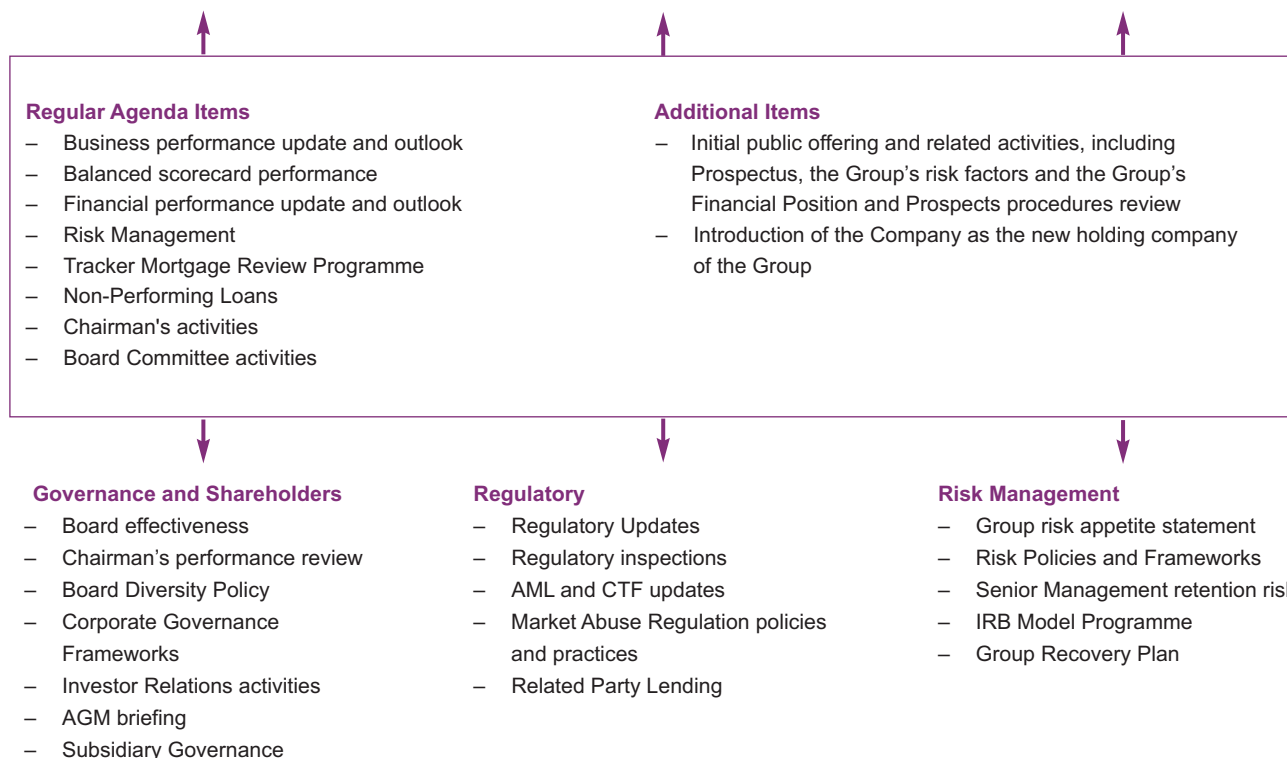 Regular Agenda Items
– Business performance update and outlook
– Balanced scorecard performance
– Financial performance update and outlook
– Risk Management
– Tracker Mortgage Review Programme
– Non-Performing Loans
– Chairman's activities
– Board Committee activities
Additional Items
– Initial public offering and related activities, including
Prospectus, the Group’s risk factors and the Group’s
Financial Position and Prospects procedures review
– Introduction of the Company as the new holding company
of the Group
Governance and Shareholders
– Board effectiveness
– Chairman’s performance review
– Board Diversity Policy
– Corporate Governance
Frameworks
– Investor Relations activities
– AGM briefing
– Subsidiary Governance
Regulatory
– Regulatory Updates
– Regulatory inspections
– AML and CTF updates
– Market Abuse Regulation policies
and practices
– Related Party Lending
Risk Management
– Group risk appetite statement
– Risk Policies and Frameworks
– Senior Management retention risk
– IRB Model Programme
– Group Recovery Plan